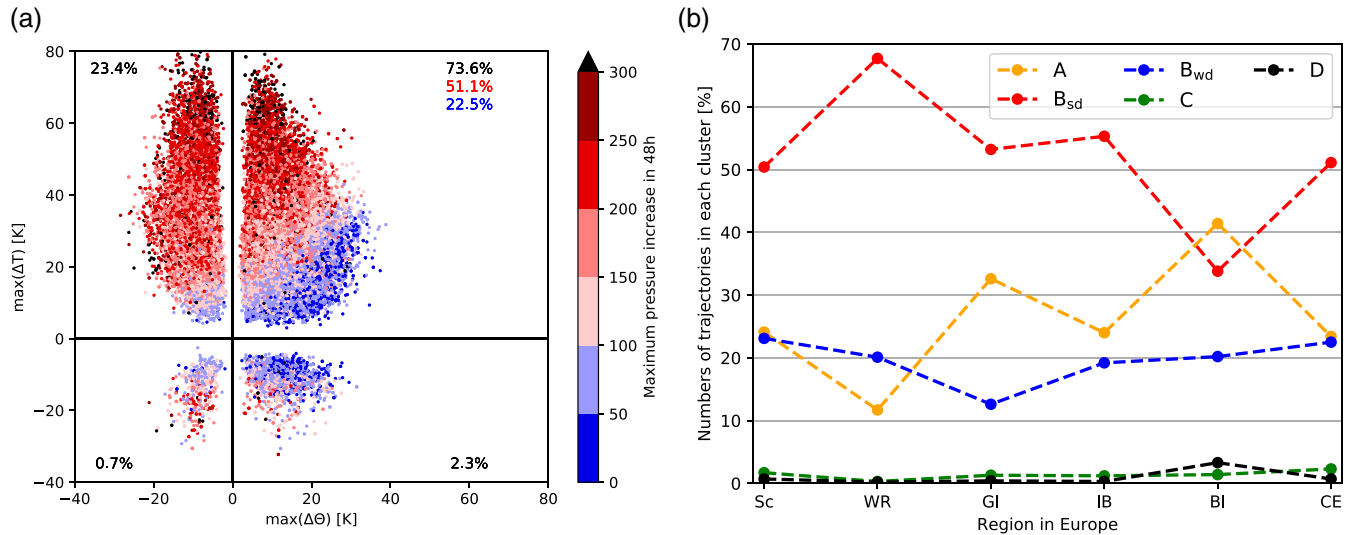 (a)
80
60
40
20
0
−20
−40
max(ΔT) [K]
23.4%
73.6%
51.1%
22.5%
0.7%
2.3%
−40
−20
0
20
40
60
80
max(ΔΘ) [K]
300
250
200
150
100
50
0
Maximum pressure increase in 48h
(b)
70
60
50
40
30
20
10
0
Numbers of trajectories in each cluster [%]
A
B_sd
B_wd
C
D
Sc
WR
GI
IB
BI
CE
Region in Europe